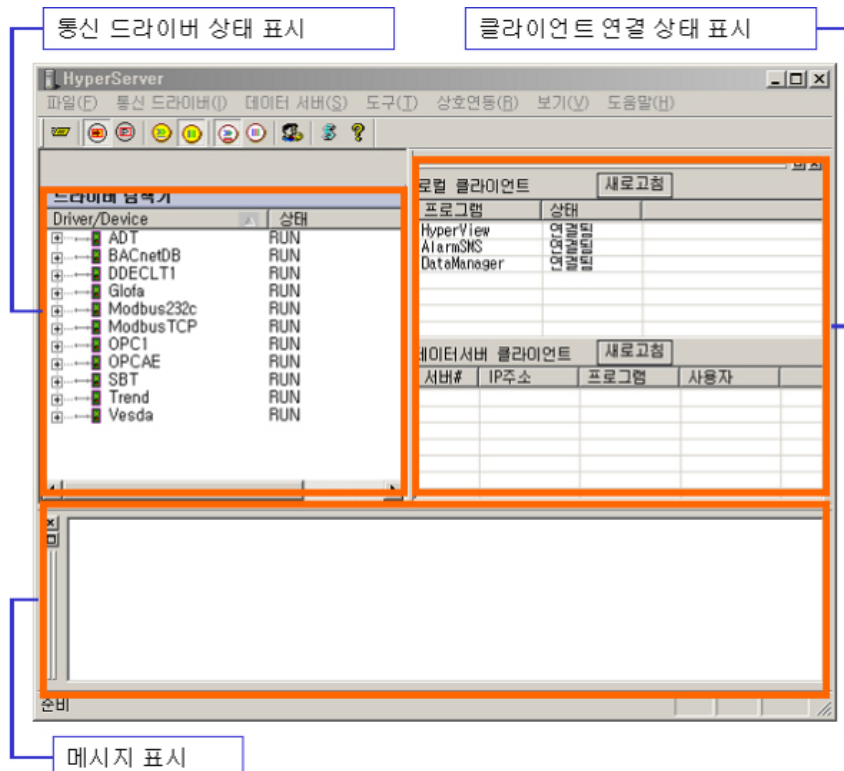 통신 드라이버 상태 표시
클라이언트 연결 상태 표시
HyperServer
파일(F) 통신 드라이버(I) 데이터 서버(S) 도구(T) 상호연동(R) 보기(V) 도움말(H)
드라이버 탐색기
Driver/Device 상태
ADT RUN
BACnetDB RUN
DDECLT1 RUN
Glofa RUN
Modbus232c RUN
ModbusTCP RUN
OPC1 RUN
OPCAE RUN
SBT RUN
Trend RUN
Vesda RUN
로컬 클라이언트 새로고침
프로그램 상태
HyperView 연결됨
AlarmSMS 연결됨
DataManager 연결됨
데이터서버 클라이언트 새로고침
서버# IP주소 프로그램 사용자
준비
메시지 표시